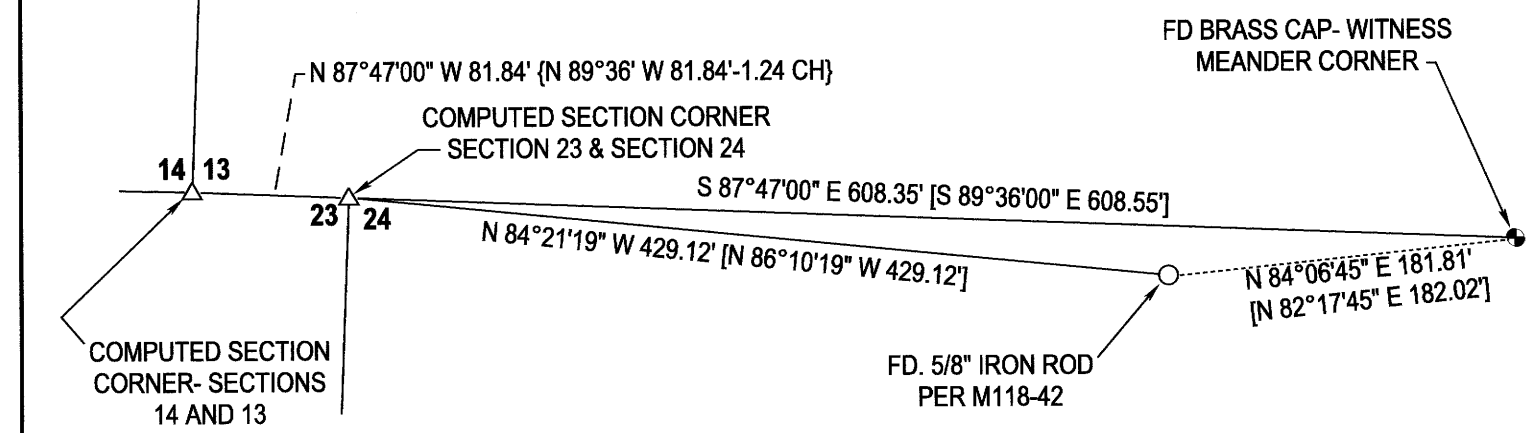 FD BRASS CAP- WITNESS
MEANDER CORNER
N 87°47'00" W 81.84' {N 89°36' W 81.84'-1.24 CH}
COMPUTED SECTION CORNER
SECTION 23 & SECTION 24
14 13
23 24
S 87°47'00" E 608.35' [S 89°36'00" E 608.55']
N 84°21'19" W 429.12' [N 86°10'19" W 429.12']
N 84°06'45" E 181.81'
[N 82°17'45" E 182.02']
COMPUTED SECTION
CORNER- SECTIONS
14 AND 13
FD. 5/8" IRON ROD
PER M118-42